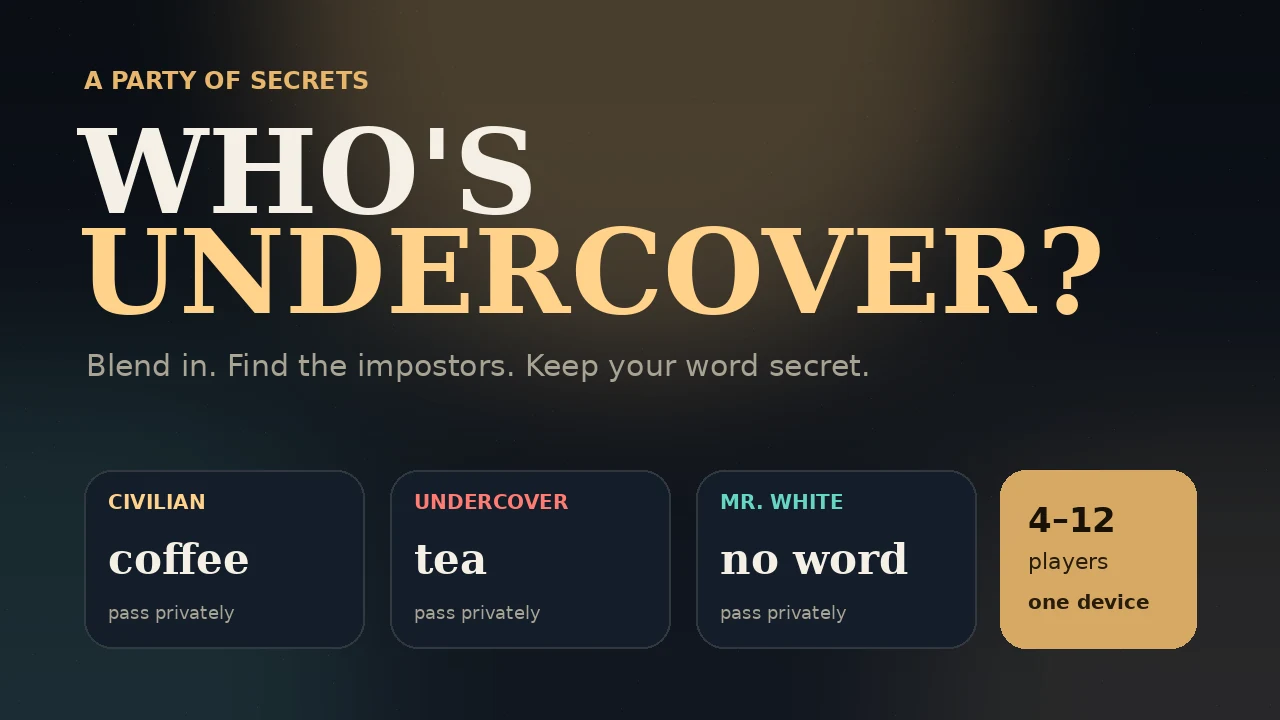 A PARTY OF SECRETS
WHO'S
UNDERCOVER?
Blend in. Find the impostors. Keep your word secret.
CIVILIAN
coffee
pass privately
UNDERCOVER
tea
pass privately
MR. WHITE
no word
pass privately
4–12
players
one device